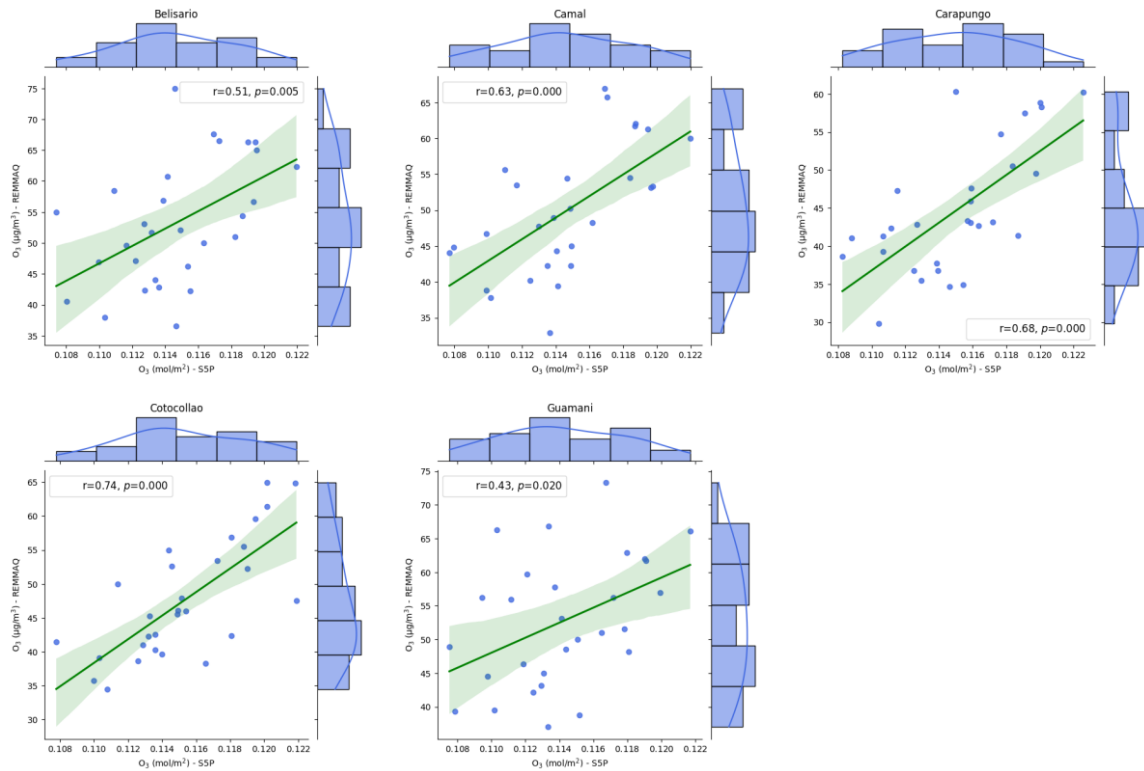 Belisario
r=0.51, p=0.005
75
70
65
60
55
50
45
40
35
O₃ (µg/m³) - REMMAQ
0.108 0.110 0.112 0.114 0.116 0.118 0.120 0.122
O₃ (mol/m²) - S5P
Camal
r=0.63, p=0.000
65
60
55
50
45
40
35
O₃ (µg/m³) - REMMAQ
0.108 0.110 0.112 0.114 0.116 0.118 0.120 0.122
O₃ (mol/m²) - S5P
Carapungo
60
55
50
45
40
35
30
O₃ (µg/m³) - REMMAQ
r=0.68, p=0.000
0.108 0.110 0.112 0.114 0.116 0.118 0.120 0.122
O₃ (mol/m²) - S5P
Cotocollao
r=0.74, p=0.000
65
60
55
50
45
40
35
30
O₃ (µg/m³) - REMMAQ
0.108 0.110 0.112 0.114 0.116 0.118 0.120 0.122
O₃ (mol/m²) - S5P
Guamani
r=0.43, p=0.020
75
70
65
60
55
50
45
40
O₃ (µg/m³) - REMMAQ
0.108 0.110 0.112 0.114 0.116 0.118 0.120 0.122
O₃ (mol/m²) - S5P